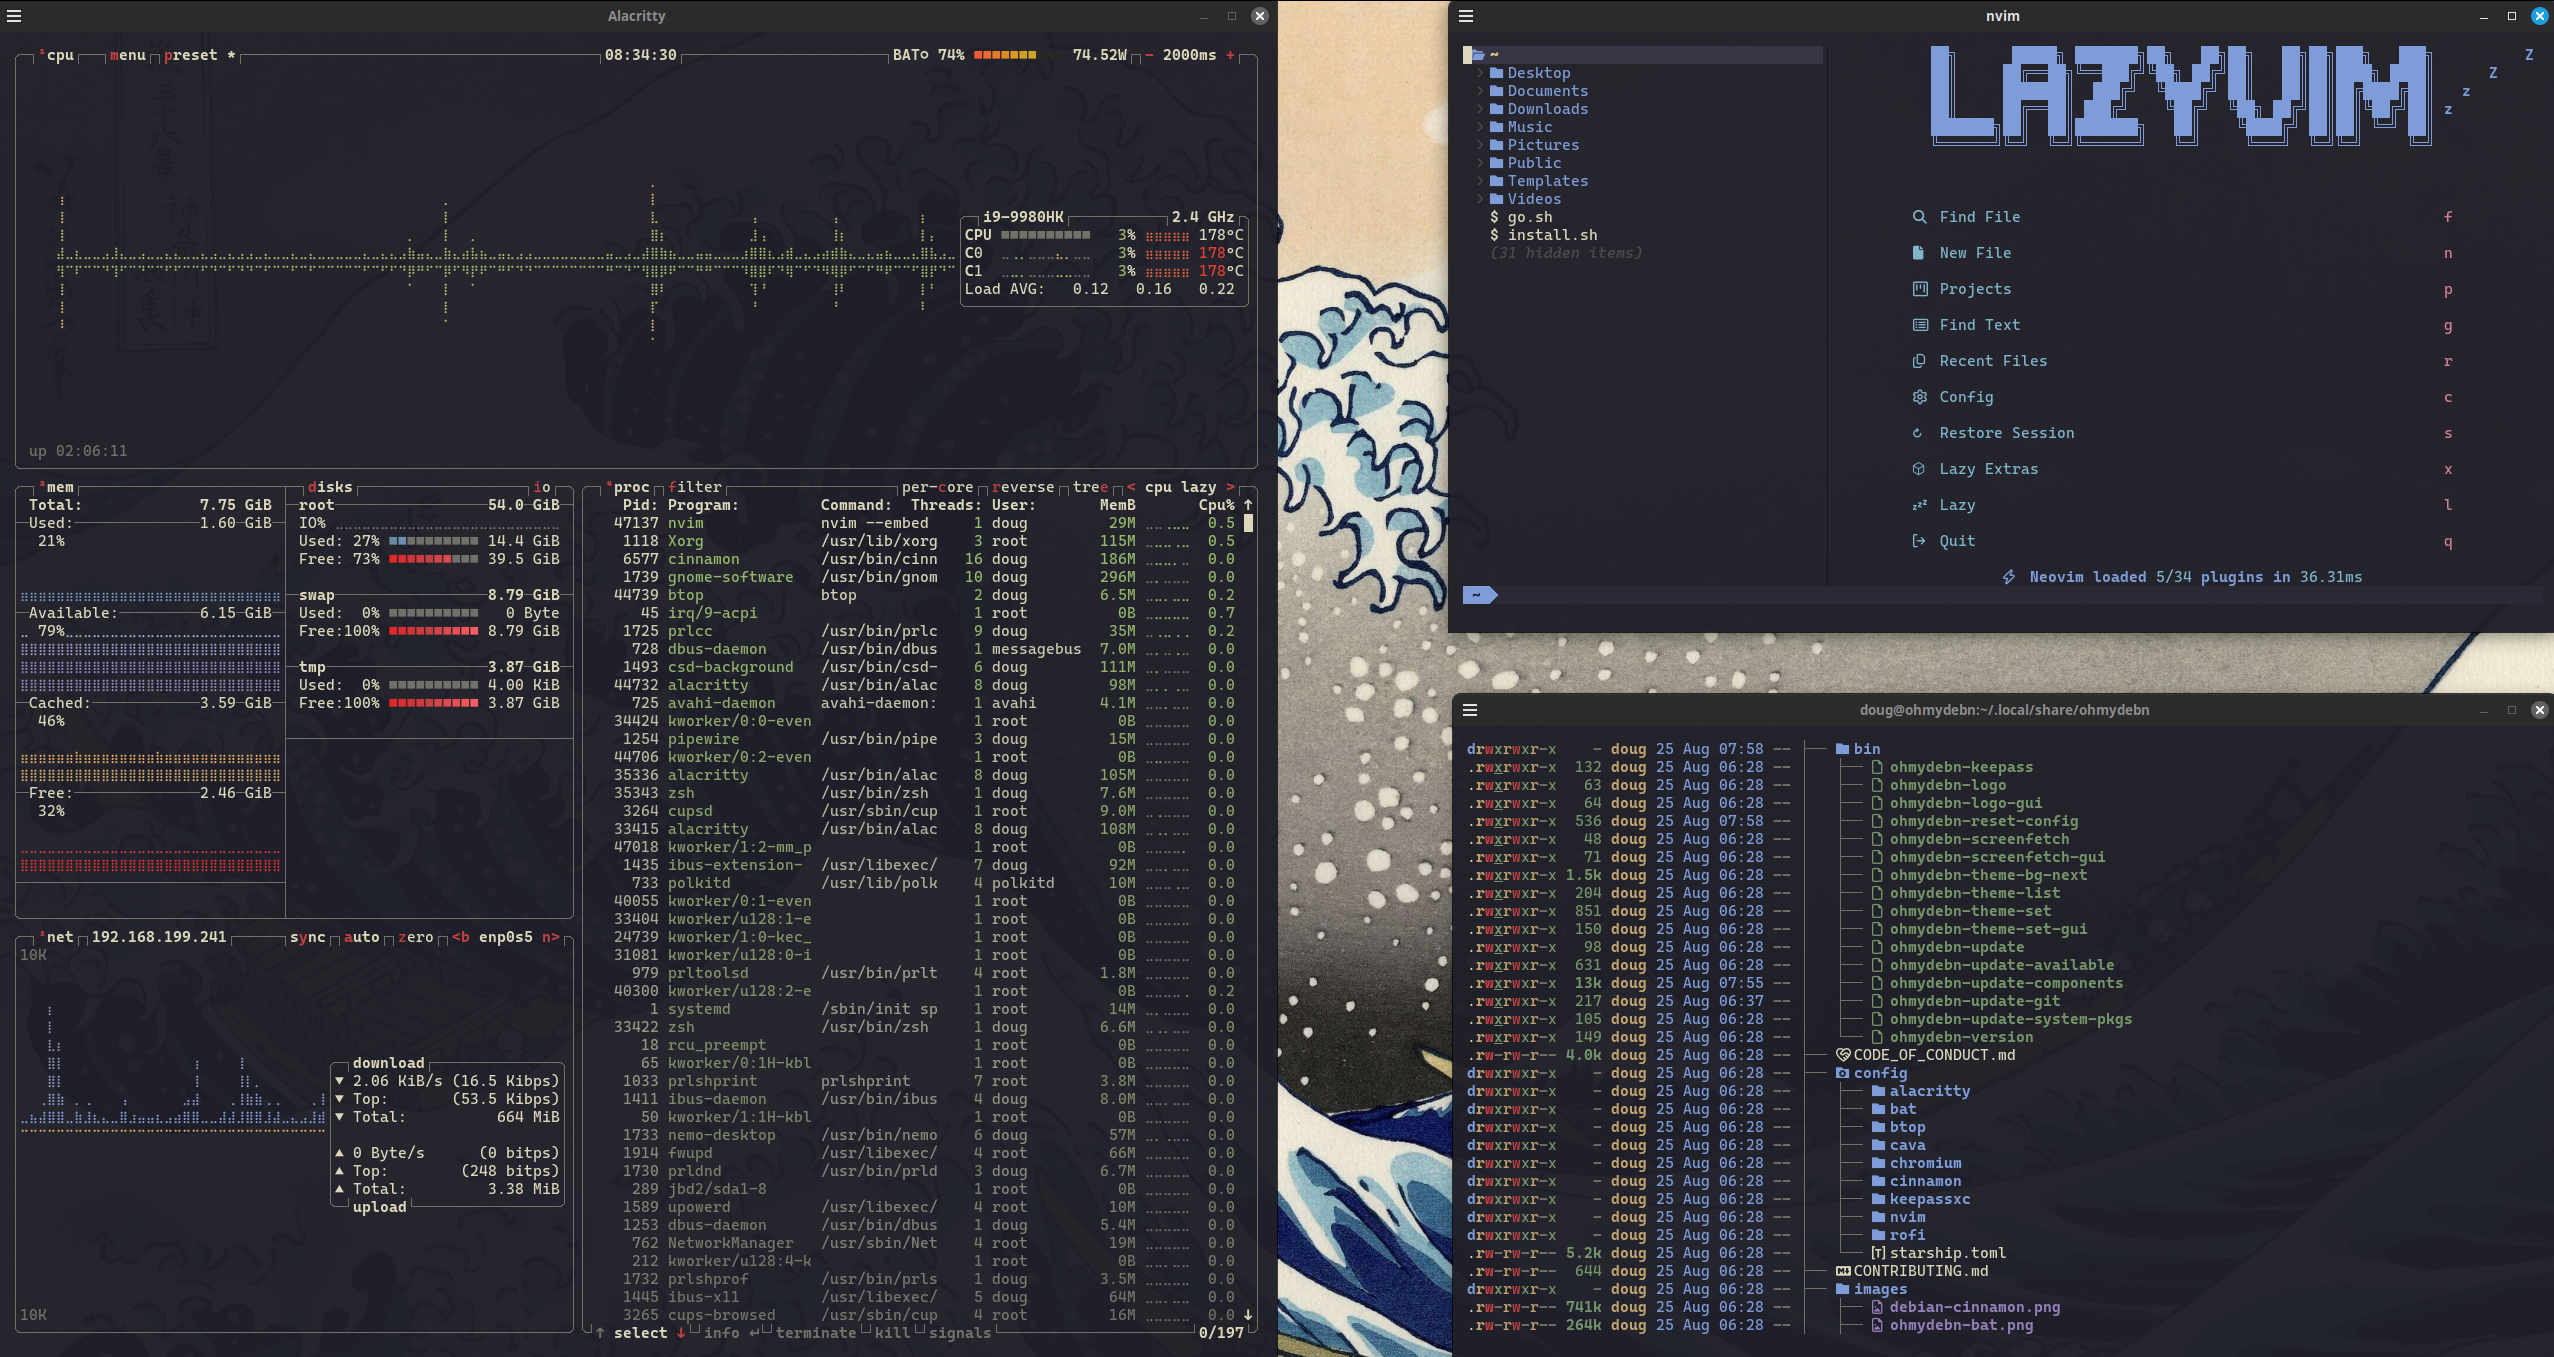 Alacritty
¹cpu menu preset * 08:34:30 BAT 74% 74.52W - 2000ms +
i9-9980HK 2.4 GHz
CPU 3% 178°C
C0 3% 178°C
C1 3% 178°C
Load AVG: 0.12 0.16 0.22
up 02:06:11
²mem
Total: 7.75 GiB
Used: 1.60 GiB
21%
Available: 6.15 GiB
79%
Cached: 3.59 GiB
46%
Free: 2.46 GiB
32%
disks io
root 54.0 GiB
IO%
Used: 27% 14.4 GiB
Free: 73% 39.5 GiB
swap 8.79 GiB
Used: 0% 0 Byte
Free:100% 8.79 GiB
tmp 3.87 GiB
Used: 0% 4.00 KiB
Free:100% 3.87 GiB
³net 192.168.199.241 sync auto zero <b enp0s5 n>
10K
download
▼ 2.06 KiB/s (16.5 Kibps)
▼ Top: (53.5 Kibps)
▼ Total: 664 MiB
▲ 0 Byte/s (0 bitps)
▲ Top: (248 bitps)
▲ Total: 3.38 MiB
upload
10K
⁴proc filter per-core reverse tree < cpu lazy >
Pid: Program: Command: Threads: User: MemB Cpu% ↑
47137 nvim nvim --embed 1 doug 29M 0.5
1118 Xorg /usr/lib/xorg 3 root 115M 0.5
6577 cinnamon /usr/bin/cinn 16 doug 186M 0.0
1739 gnome-software /usr/bin/gnom 10 doug 296M 0.0
44739 btop btop 2 doug 6.5M 0.2
45 irq/9-acpi 1 root 0B 0.7
1725 prlcc /usr/bin/prlc 9 doug 35M 0.2
728 dbus-daemon /usr/bin/dbus 1 messagebus 7.0M 0.0
1493 csd-background /usr/bin/csd- 6 doug 111M 0.0
44732 alacritty /usr/bin/alac 8 doug 98M 0.0
725 avahi-daemon avahi-daemon: 1 avahi 4.1M 0.0
34424 kworker/0:0-even 1 root 0B 0.0
1254 pipewire /usr/bin/pipe 3 doug 15M 0.0
44706 kworker/0:2-even 1 root 0B 0.0
35336 alacritty /usr/bin/alac 8 doug 105M 0.0
35343 zsh /usr/bin/zsh 1 doug 7.6M 0.0
3264 cupsd /usr/sbin/cup 1 root 9.0M 0.0
33415 alacritty /usr/bin/alac 8 doug 108M 0.0
47018 kworker/1:2-mm_p 1 root 0B 0.0
1435 ibus-extension- /usr/libexec/ 7 doug 92M 0.0
733 polkitd /usr/lib/polk 4 polkitd 10M 0.0
40055 kworker/0:1-even 1 root 0B 0.0
33404 kworker/u128:1-e 1 root 0B 0.0
24739 kworker/1:0-kec_ 1 root 0B 0.0
31081 kworker/u128:0-i 1 root 0B 0.0
979 prltoolsd /usr/bin/prlt 4 root 1.8M 0.0
40300 kworker/u128:2-e 1 root 0B 0.2
1 systemd /sbin/init sp 1 root 14M 0.0
33422 zsh /usr/bin/zsh 1 doug 6.6M 0.0
18 rcu_preempt 1 root 0B 0.0
65 kworker/0:1H-kbl 1 root 0B 0.0
1033 prlshprint prlshprint 7 root 3.8M 0.0
1411 ibus-daemon /usr/bin/ibus 4 doug 8.0M 0.0
50 kworker/1:1H-kbl 1 root 0B 0.0
1733 nemo-desktop /usr/bin/nemo 6 doug 57M 0.0
1914 fwupd /usr/libexec/ 4 root 66M 0.0
1730 prldnd /usr/bin/prld 3 doug 6.7M 0.0
289 jbd2/sda1-8 1 root 0B 0.0
1589 upowerd /usr/libexec/ 4 root 10M 0.0
1253 dbus-daemon /usr/bin/dbus 1 doug 5.4M 0.0
762 NetworkManager /usr/sbin/Net 4 root 19M 0.0
212 kworker/u128:4-k 1 root 0B 0.0
1732 prlshprof /usr/bin/prls 1 doug 3.5M 0.0
1445 ibus-x11 /usr/libexec/ 5 doug 64M 0.0
3265 cups-browsed /usr/sbin/cup 4 root 16M 0.0 ↓
↑ select ↓ info ↵ terminate kill signals 0/197
nvim
~
Desktop
Documents
Downloads
Music
Pictures
Public
Templates
Videos
$ go.sh
$ install.sh
(31 hidden items)
LAZYVIM
Z
Z
z
z
Find File f
New File n
Projects p
Find Text g
Recent Files r
Config c
Restore Session s
Lazy Extras x
Lazy l
Quit q
Neovim loaded 5/34 plugins in 36.31ms
~
doug@ohmydebn:~/.local/share/ohmydebn
drwxrwxr-x - doug 25 Aug 07:58 -- bin
.rwxrwxr-x 132 doug 25 Aug 06:28 -- ohmydebn-keepass
.rwxrwxr-x 63 doug 25 Aug 06:28 -- ohmydebn-logo
.rwxrwxr-x 64 doug 25 Aug 06:28 -- ohmydebn-logo-gui
.rwxrwxr-x 536 doug 25 Aug 07:58 -- ohmydebn-reset-config
.rwxrwxr-x 48 doug 25 Aug 06:28 -- ohmydebn-screenfetch
.rwxrwxr-x 71 doug 25 Aug 06:28 -- ohmydebn-screenfetch-gui
.rwxrwxr-x 1.5k doug 25 Aug 06:28 -- ohmydebn-theme-bg-next
.rwxrwxr-x 204 doug 25 Aug 06:28 -- ohmydebn-theme-list
.rwxrwxr-x 851 doug 25 Aug 06:28 -- ohmydebn-theme-set
.rwxrwxr-x 150 doug 25 Aug 06:28 -- ohmydebn-theme-set-gui
.rwxrwxr-x 98 doug 25 Aug 06:28 -- ohmydebn-update
.rwxrwxr-x 631 doug 25 Aug 06:28 -- ohmydebn-update-available
.rwxrwxr-x 13k doug 25 Aug 07:55 -- ohmydebn-update-components
.rwxrwxr-x 217 doug 25 Aug 06:37 -- ohmydebn-update-git
.rwxrwxr-x 105 doug 25 Aug 06:28 -- ohmydebn-update-system-pkgs
.rwxrwxr-x 149 doug 25 Aug 06:28 -- ohmydebn-version
.rw-rw-r-- 4.0k doug 25 Aug 06:28 -- CODE_OF_CONDUCT.md
drwxrwxr-x - doug 25 Aug 06:28 -- config
drwxrwxr-x - doug 25 Aug 06:28 -- alacritty
drwxrwxr-x - doug 25 Aug 06:28 -- bat
drwxrwxr-x - doug 25 Aug 06:28 -- btop
drwxrwxr-x - doug 25 Aug 06:28 -- cava
drwxrwxr-x - doug 25 Aug 06:28 -- chromium
drwxrwxr-x - doug 25 Aug 06:28 -- cinnamon
drwxrwxr-x - doug 25 Aug 06:28 -- keepassxc
drwxrwxr-x - doug 25 Aug 06:28 -- nvim
drwxrwxr-x - doug 25 Aug 06:28 -- rofi
.rw-rw-r-- 5.2k doug 25 Aug 06:28 -- starship.toml
.rw-rw-r-- 644 doug 25 Aug 06:28 -- CONTRIBUTING.md
drwxrwxr-x - doug 25 Aug 06:28 -- images
.rw-rw-r-- 741k doug 25 Aug 06:28 -- debian-cinnamon.png
.rw-rw-r-- 264k doug 25 Aug 06:28 -- ohmydebn-bat.png